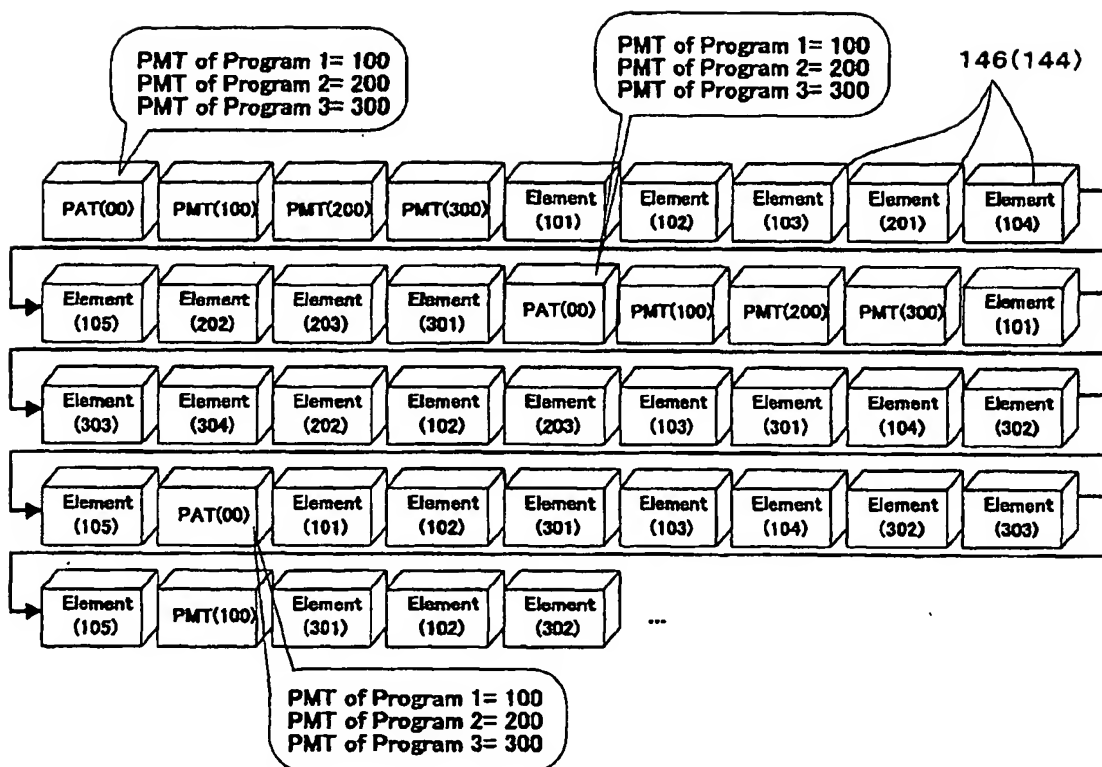 PMT of Program 1= 100
PMT of Program 2= 200
PMT of Program 3= 300
PMT of Program 1= 100
PMT of Program 2= 200
PMT of Program 3= 300
146(144)
PAT(00) PMT(100) PMT(200) PMT(300) Element (101) Element (102) Element (103) Element (201) Element (104)
Element (105) Element (202) Element (203) Element (301) PAT(00) PMT(100) PMT(200) PMT(300) Element (101)
Element (303) Element (304) Element (202) Element (102) Element (203) Element (103) Element (301) Element (104) Element (302)
Element (105) PAT(00) Element (101) Element (102) Element (301) Element (103) Element (104) Element (302) Element (303)
Element (105) PMT(100) Element (301) Element (102) Element (302) ...
PMT of Program 1= 100
PMT of Program 2= 200
PMT of Program 3= 300